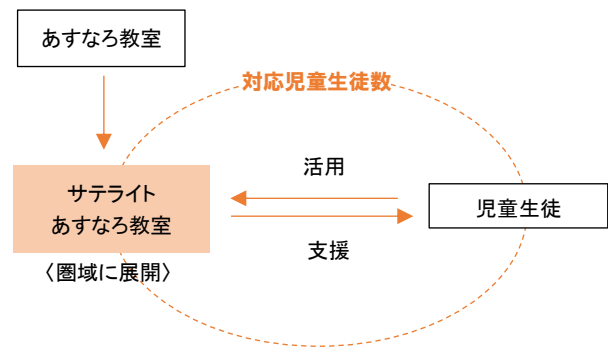 あすなろ教室
対応児童生徒数
サテライト
あすなろ教室
〈圏域に展開〉
活用
支援
児童生徒